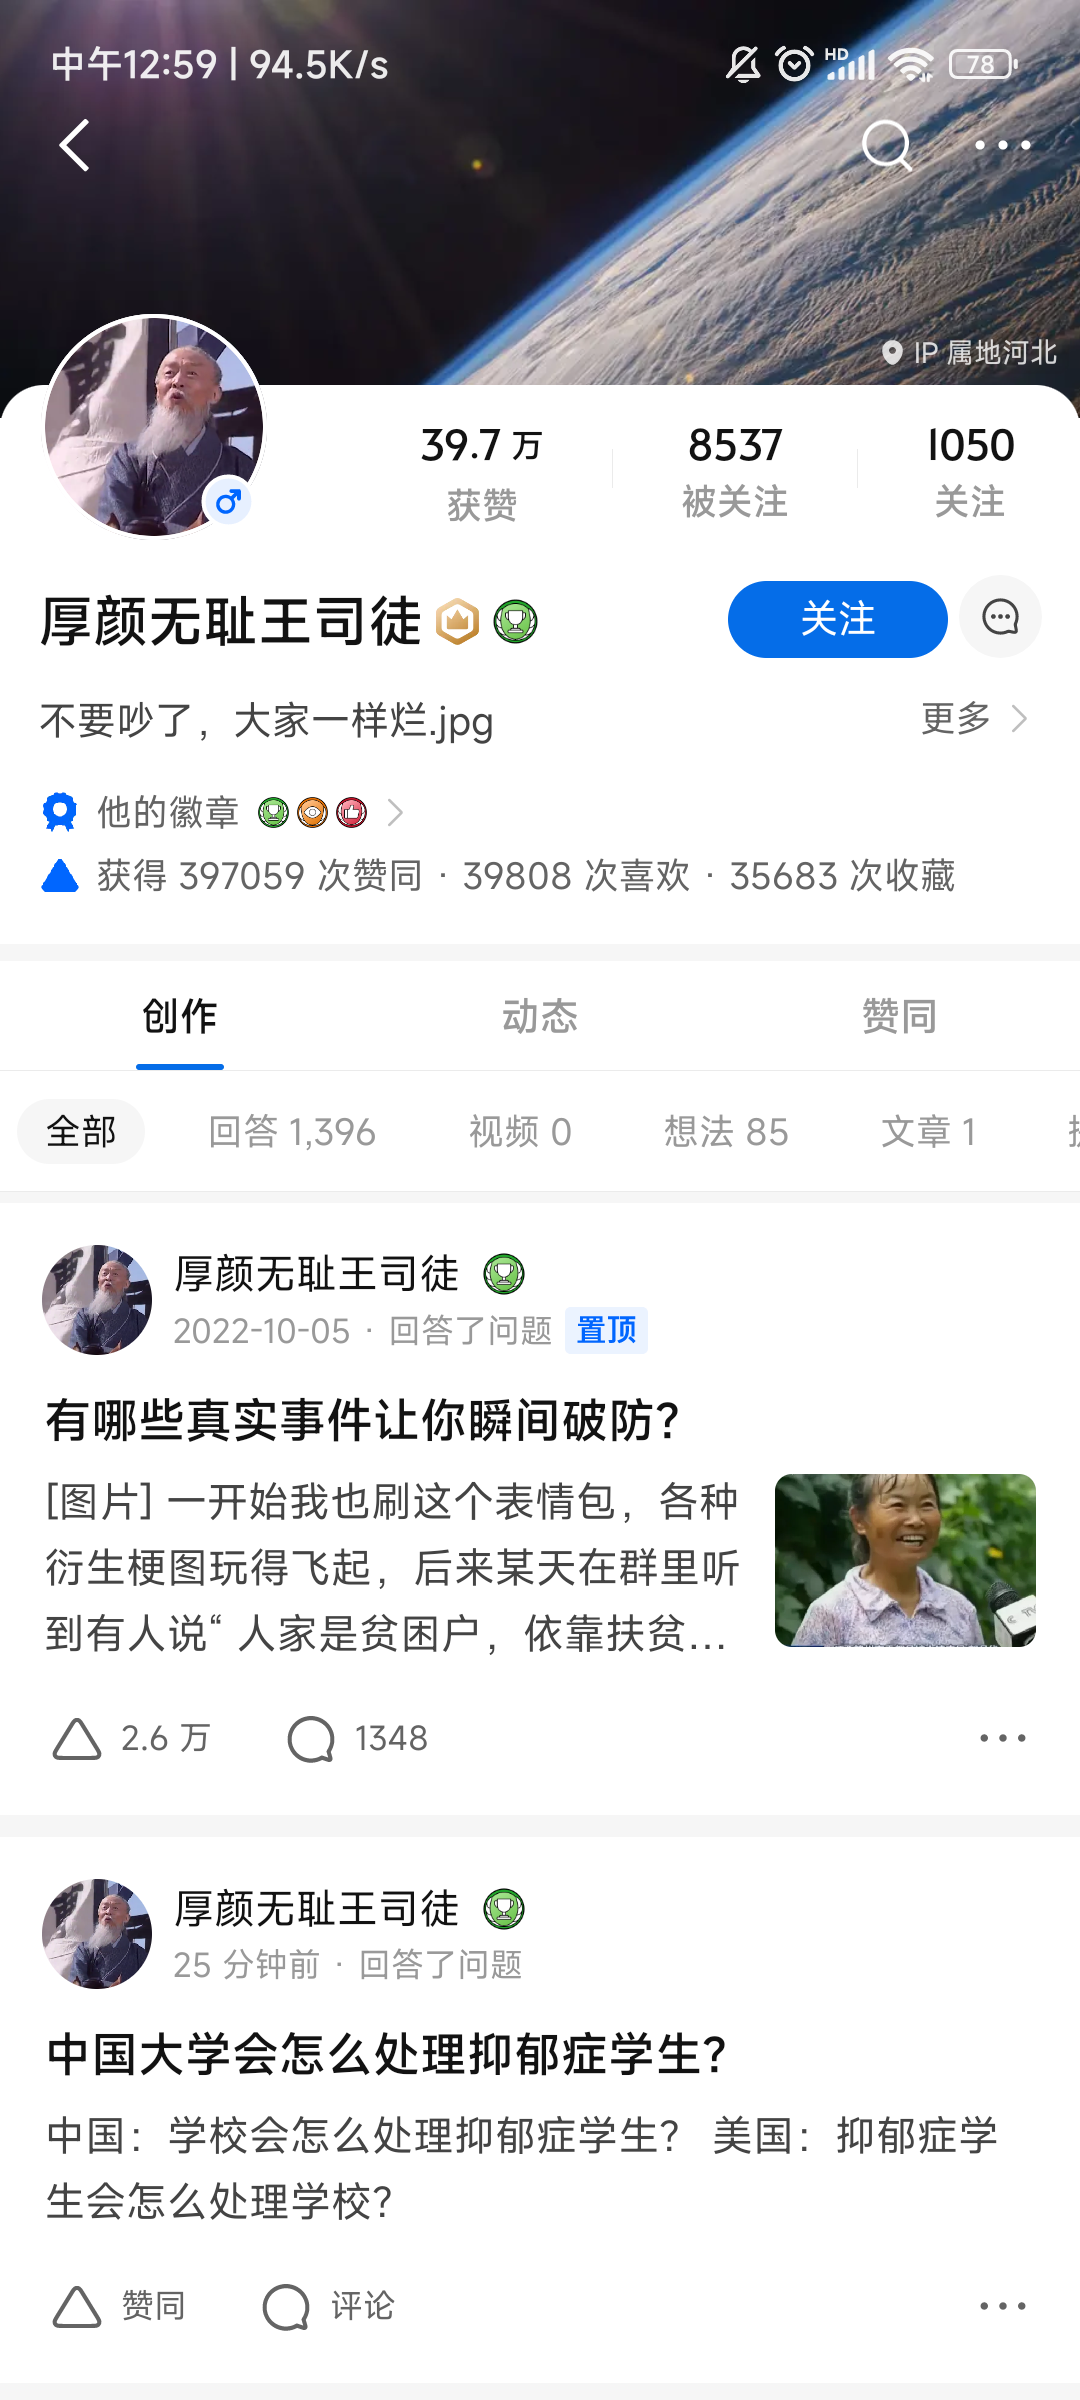 中午12:59 | 94.5K/s
HD
78
IP 属地河北
39.7 万
获赞
8537
被关注
1050
关注
厚颜无耻王司徒
关注
不要吵了，大家一样烂.jpg
更多
他的徽章
获得 397059 次赞同 · 39808 次喜欢 · 35683 次收藏
创作 动态 赞同
全部 回答 1,396 视频 0 想法 85 文章 1
厚颜无耻王司徒
2022-10-05 · 回答了问题 置顶
有哪些真实事件让你瞬间破防？
[图片] 一开始我也刷这个表情包，各种
衍生梗图玩得飞起，后来某天在群里听
到有人说“ 人家是贫困户，依靠扶贫...
2.6 万 1348
厚颜无耻王司徒
25 分钟前 · 回答了问题
中国大学会怎么处理抑郁症学生？
中国：学校会怎么处理抑郁症学生？ 美国：抑郁症学
生会怎么处理学校？
赞同 评论